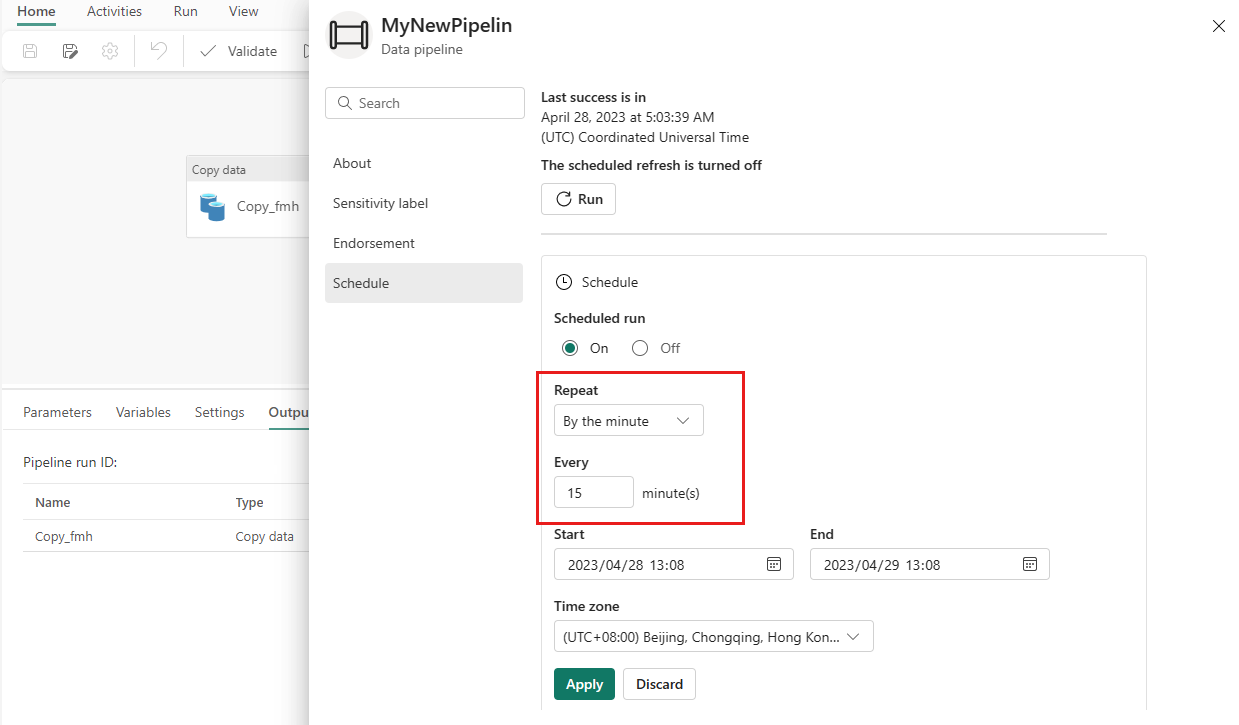 Home Activities Run View
Validate
Copy data
Copy_fmh
Parameters Variables Settings Outpu
Pipeline run ID:
Name Type
Copy_fmh Copy data
MyNewPipelin
Data pipeline
Search
About
Sensitivity label
Endorsement
Schedule
Last success is in
April 28, 2023 at 5:03:39 AM
(UTC) Coordinated Universal Time
The scheduled refresh is turned off
Run
Schedule
Scheduled run
On Off
Repeat
By the minute
Every
15 minute(s)
Start End
2023/04/28 13:08 2023/04/29 13:08
Time zone
(UTC+08:00) Beijing, Chongqing, Hong Kon...
Apply Discard